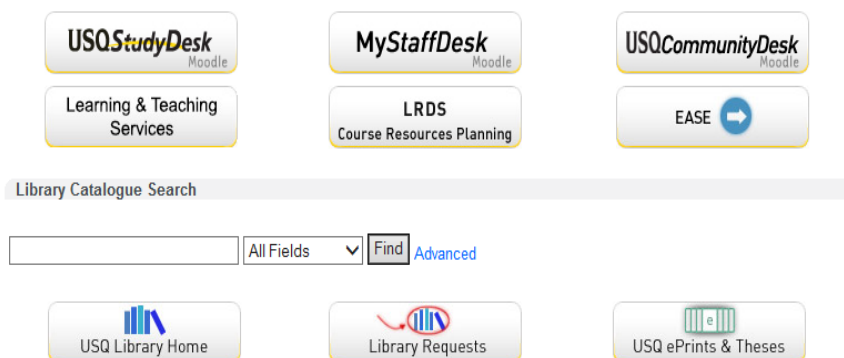 USQStudyDesk
Moodle
MyStaffDesk
Moodle
USQCommunityDesk
Moodle
Learning & Teaching
Services
LRDS
Course Resources Planning
EASE
Library Catalogue Search
All Fields
Find
Advanced
USQ Library Home
Library Requests
e
USQ ePrints & Theses